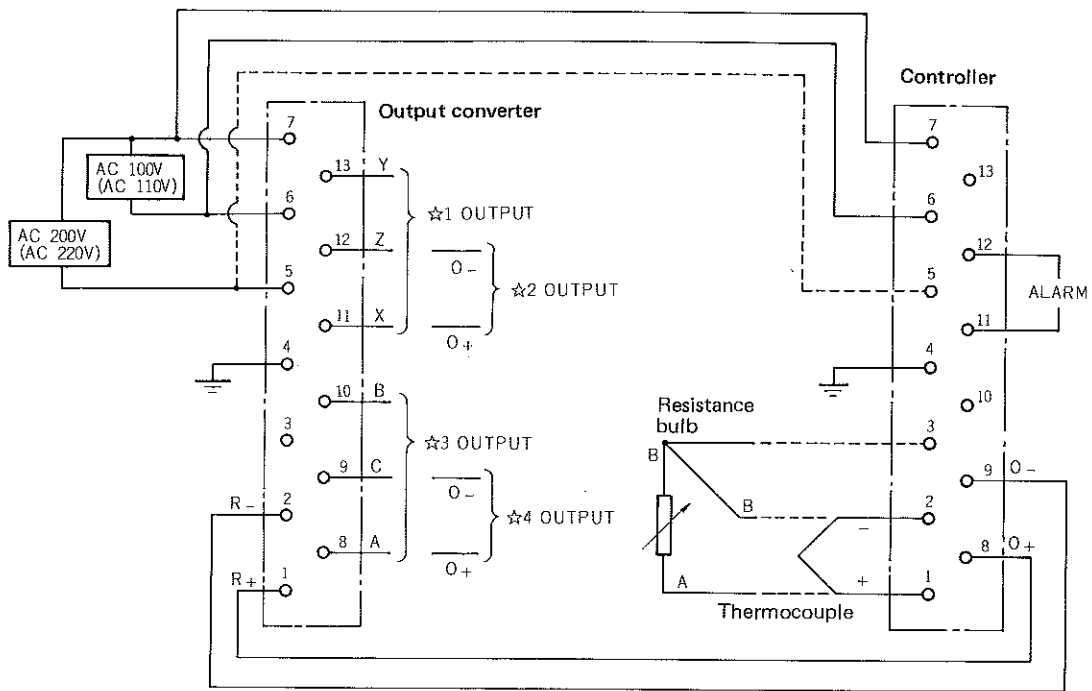 Output converter
Controller
7
AC 100V
(AC 110V)
13 Y
6
AC 200V
(AC 220V)
☆1 OUTPUT
12 Z
O-
5
☆2 OUTPUT
11 X
O+
4
10 B
3
☆3 OUTPUT
9 C
O-
R- 2
☆4 OUTPUT
8 A
O+
R+ 1
7
13
6
12
5
ALARM
11
4
10
Resistance
bulb
3
B
9 O-
B
2
-
8 O+
A
+
1
Thermocouple